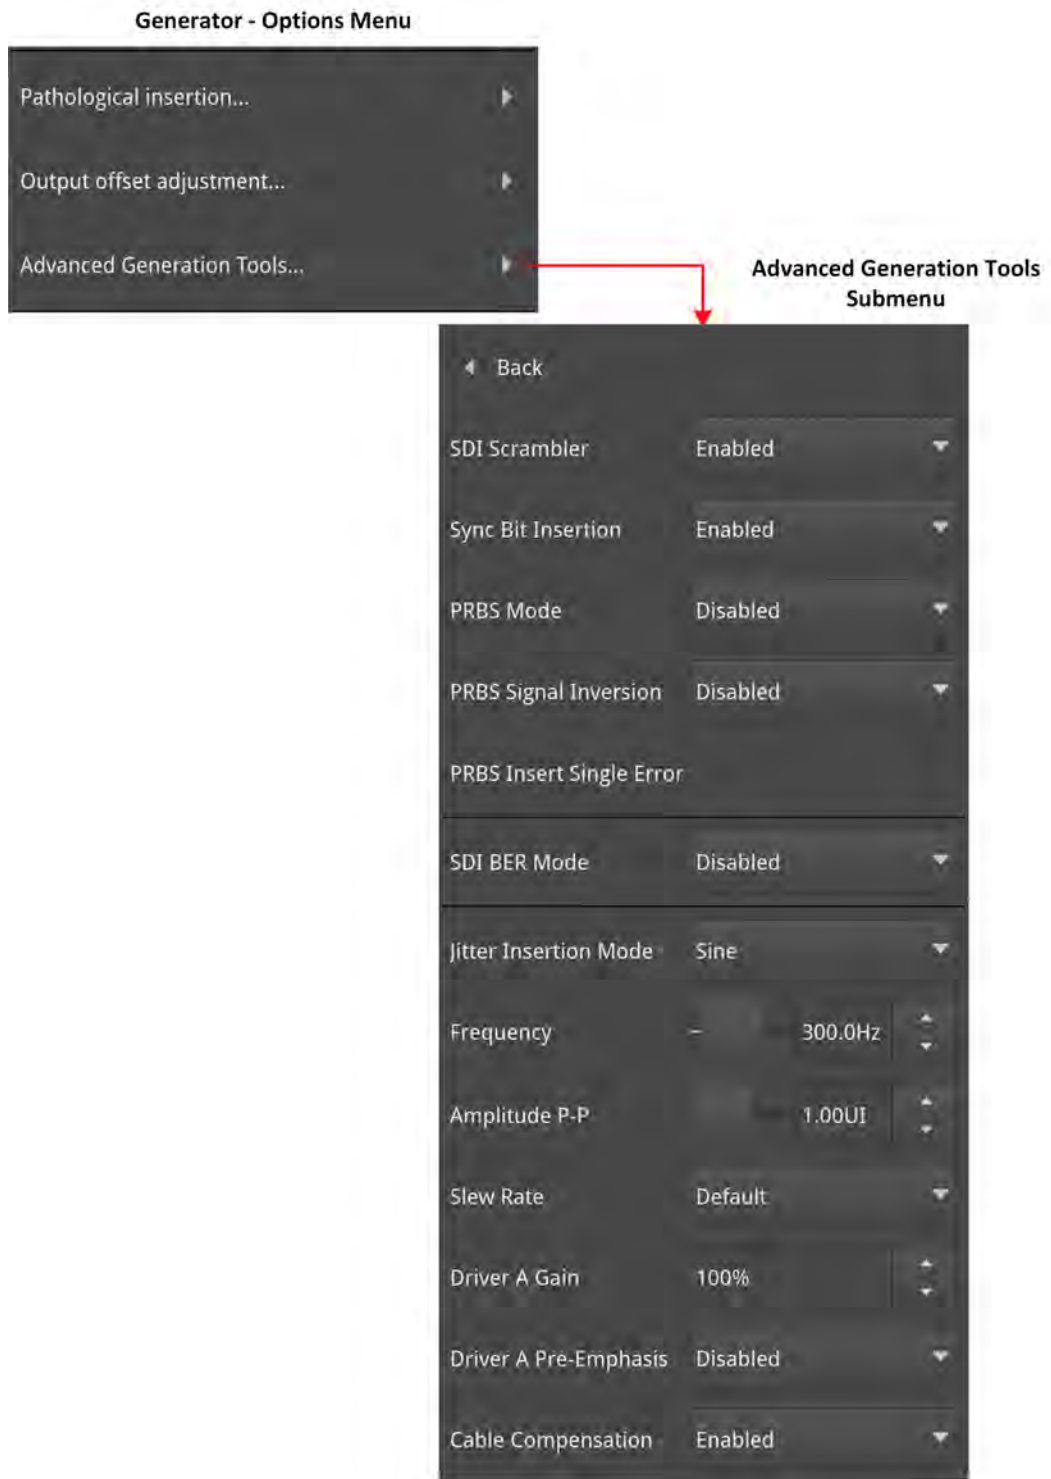 Generator - Options Menu
Pathological insertion...
Output offset adjustment...
Advanced Generation Tools...
Advanced Generation Tools
Submenu
Back
SDI Scrambler Enabled
Sync Bit Insertion Enabled
PRBS Mode Disabled
PRBS Signal Inversion Disabled
PRBS Insert Single Error
SDI BER Mode Disabled
Jitter Insertion Mode Sine
Frequency 300.0Hz
Amplitude P-P 1.00UI
Slew Rate Default
Driver A Gain 100%
Driver A Pre-Emphasis Disabled
Cable Compensation Enabled